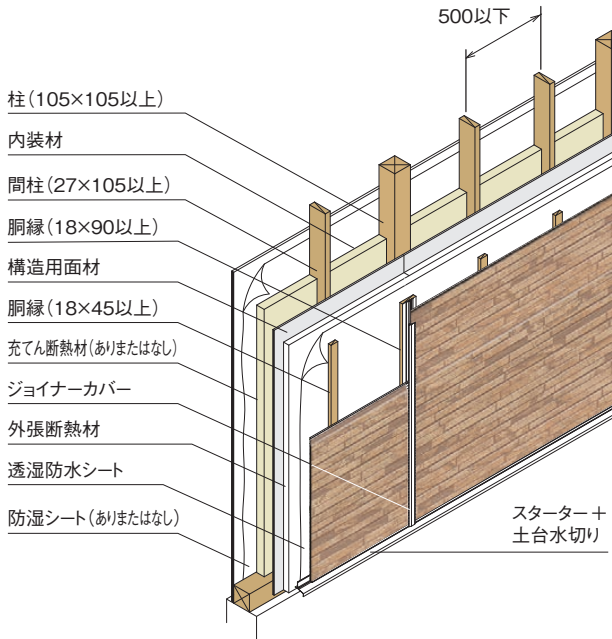 500以下
柱(105×105以上)
内装材
間柱(27×105以上)
胴縁(18×90以上)
構造用面材
胴縁(18×45以上)
充てん断熱材(ありまたはなし)
ジョイナーカバー
外張断熱材
透湿防水シート
防湿シート(ありまたはなし)
スターター+
土台水切り